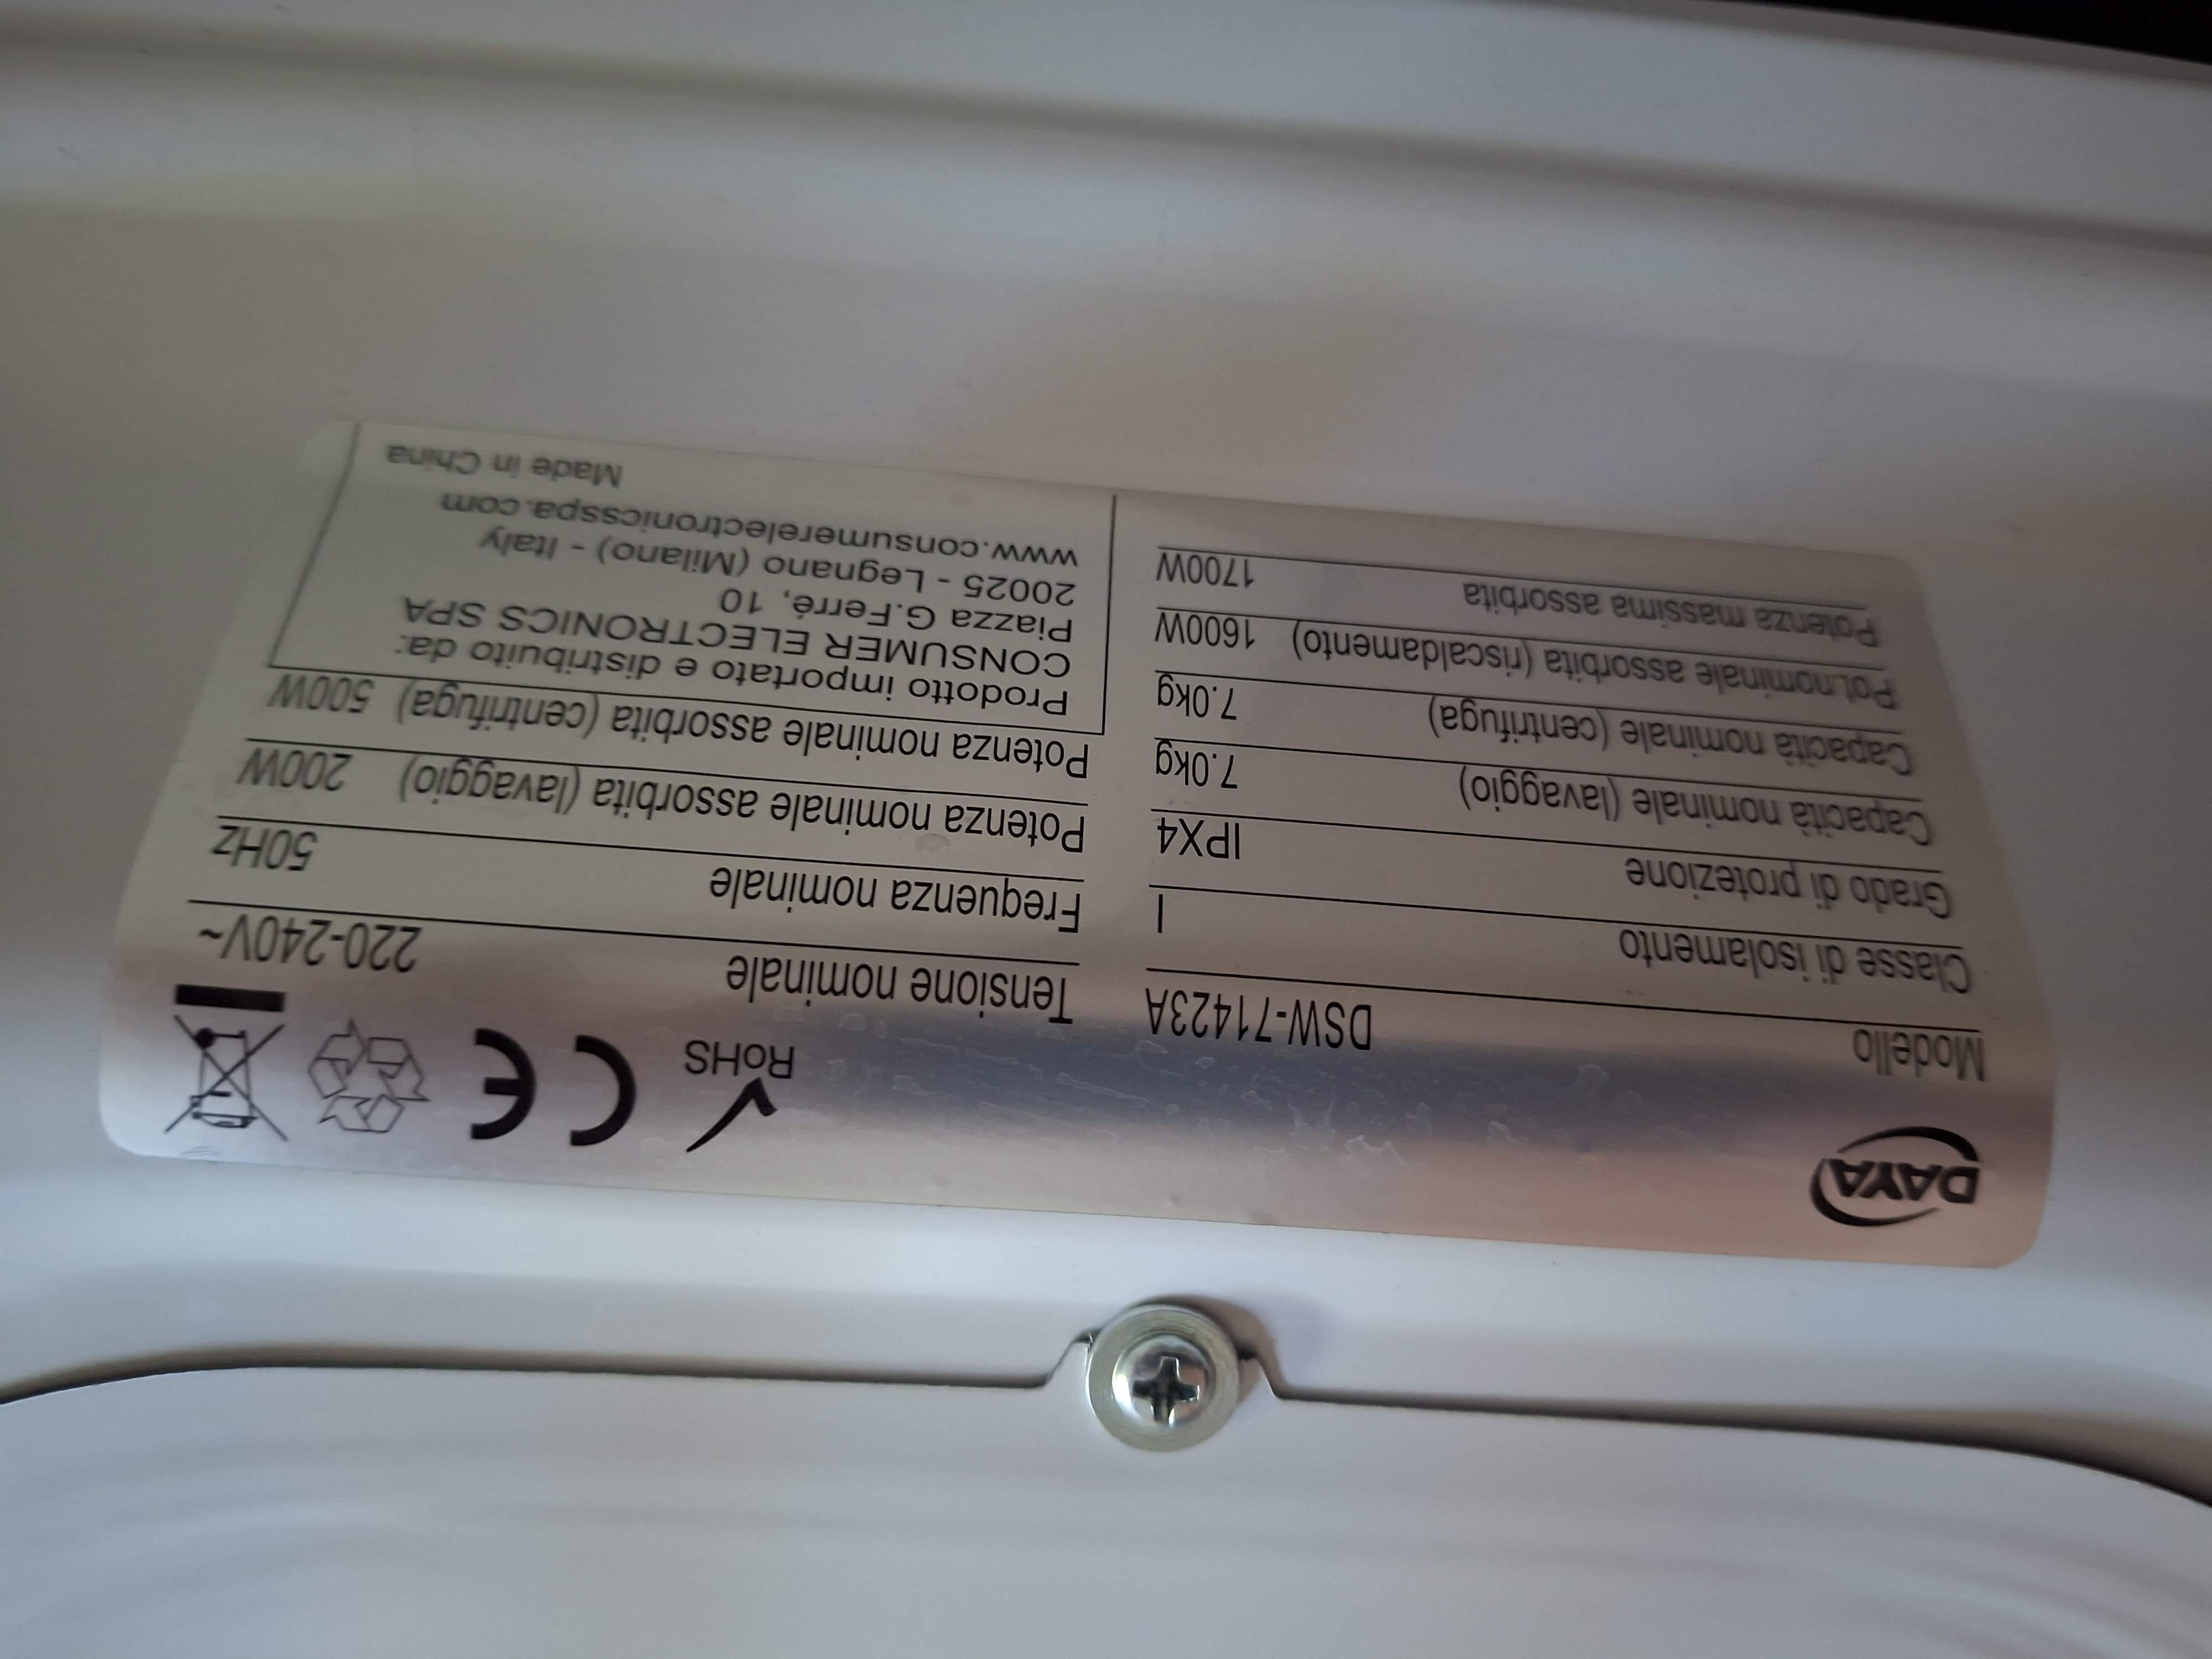 DAYA
RoHS
CE
Modello DSW-71423A
Classe di isolamento I
Grado di protezione IPX4
Capacità nominale (lavaggio) 7.0kg
Capacità nominale (centrifuga) 7.0kg
Pot.nominale assorbita (riscaldamento) 1600W
Potenza massima assorbita 1700W
Tensione nominale 220-240V~
Frequenza nominale 50Hz
Potenza nominale assorbita (lavaggio) 200W
Potenza nominale assorbita (centrifuga) 500W
Prodotto importato e distribuito da:
CONSUMER ELECTRONICS SPA
Piazza G.Ferré, 10
20025 - Legnano (Milano) - Italy
www.consumerelectronicsspa.com
Made in China